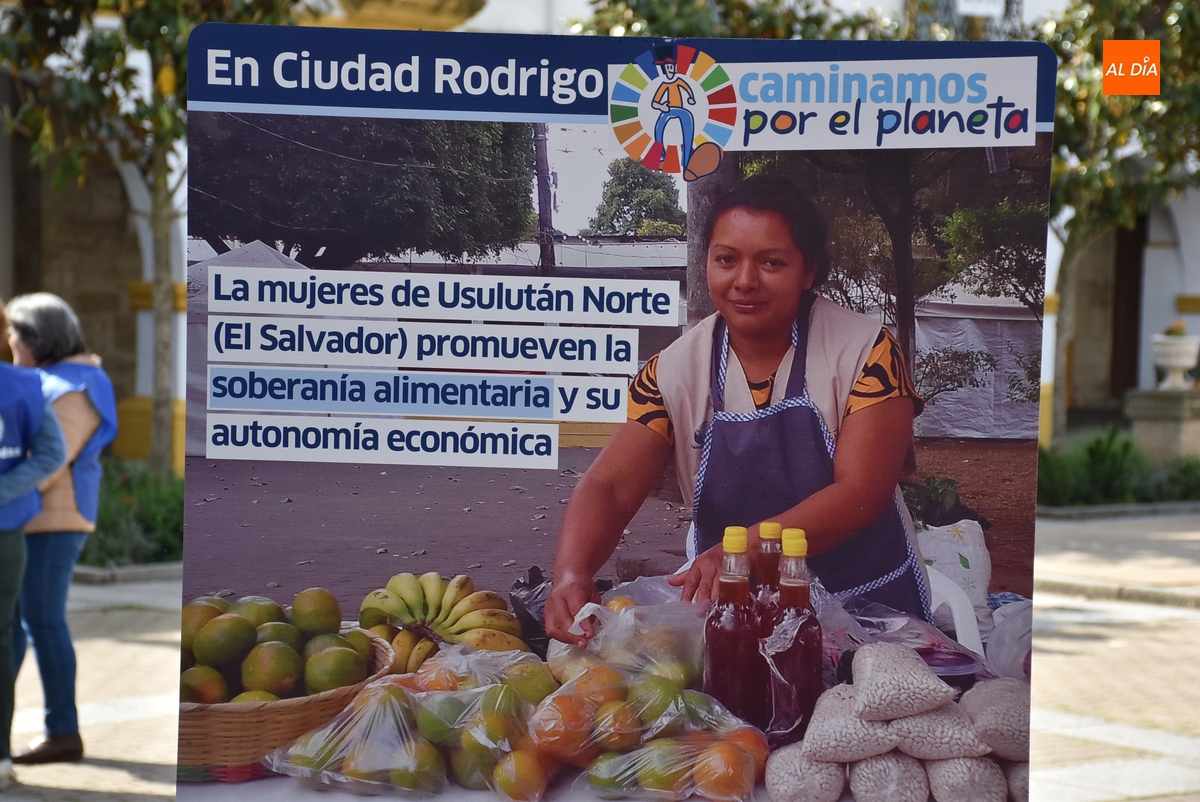 En Ciudad Rodrigo
caminamos
por el planeta
AL DÍA
La mujeres de Usulután Norte
(El Salvador) promueven la
soberanía alimentaria y su
autonomía económica